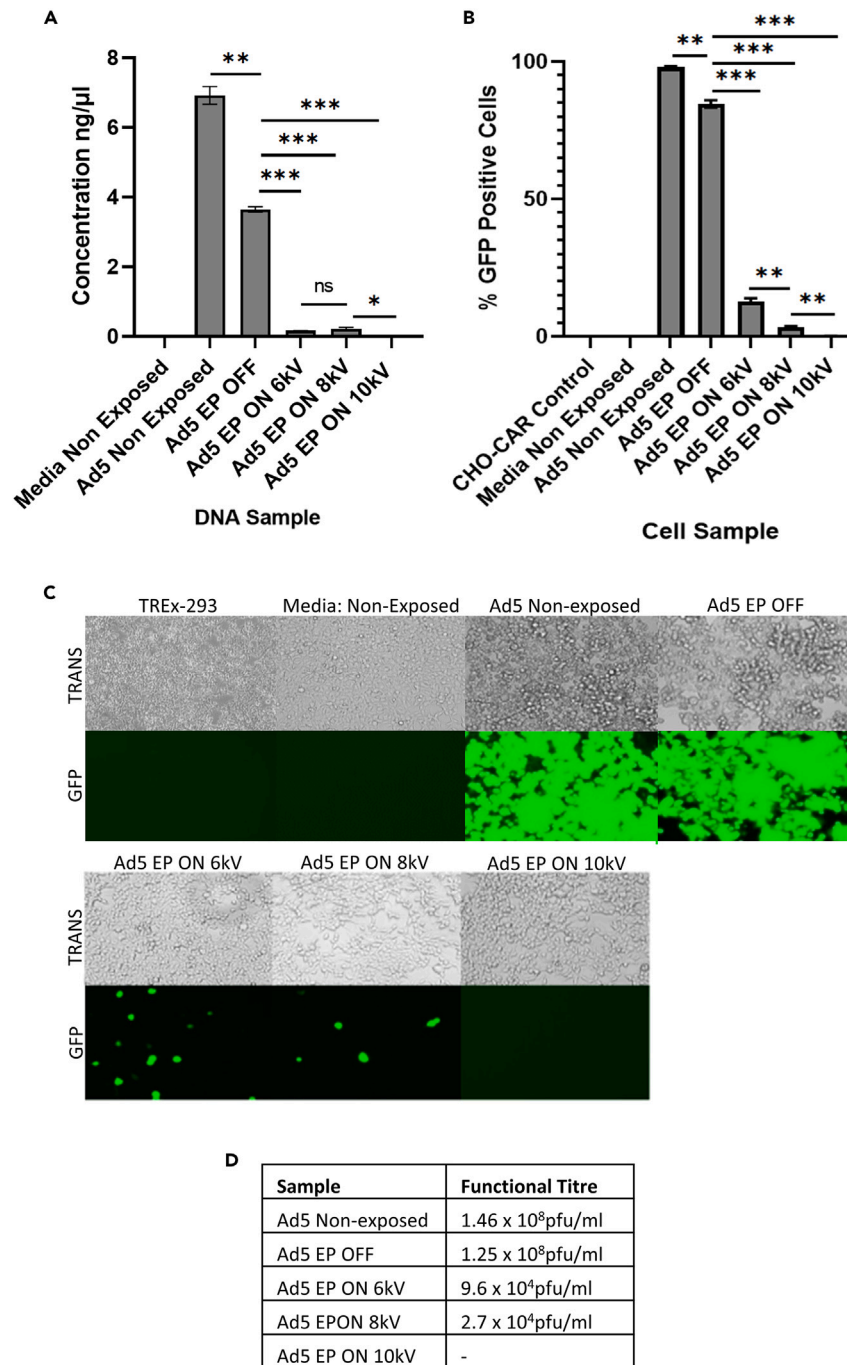 A
Concentration ng/µl
8
6
4
2
0
**
***
***
***
ns
*
Media Non Exposed
Ad5 Non Exposed
Ad5 EP OFF
Ad5 EP ON 6kV
Ad5 EP ON 8kV
Ad5 EP ON 10kV
DNA Sample
B
% GFP Positive Cells
100
50
0
***
**
***
***
**
**
CHO-CAR Control
Media Non Exposed
Ad5 Non Exposed
Ad5 EP OFF
Ad5 EP ON 6kV
Ad5 EP ON 8kV
Ad5 EP ON 10kV
Cell Sample
C
TREx-293 Media: Non-Exposed Ad5 Non-exposed Ad5 EP OFF
TRANS
GFP
Ad5 EP ON 6kV Ad5 EP ON 8kV Ad5 EP ON 10kV
TRANS
GFP
D
Sample Functional Titre
Ad5 Non-exposed 1.46 x 10⁸pfu/ml
Ad5 EP OFF 1.25 x 10⁸pfu/ml
Ad5 EP ON 6kV 9.6 x 10⁴pfu/ml
Ad5 EPON 8kV 2.7 x 10⁴pfu/ml
Ad5 EP ON 10kV -